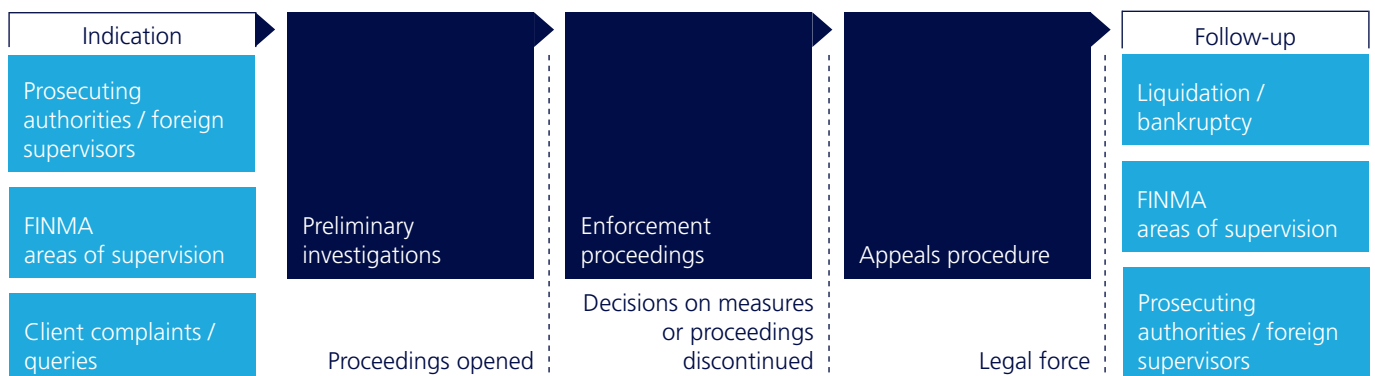 Indication
Prosecuting
authorities / foreign
supervisors
FINMA
areas of supervision
Client complaints /
queries
Preliminary
investigations
Proceedings opened
Enforcement
proceedings
Decisions on measures
or proceedings
discontinued
Appeals procedure
Legal force
Follow-up
Liquidation /
bankruptcy
FINMA
areas of supervision
Prosecuting
authorities / foreign
supervisors